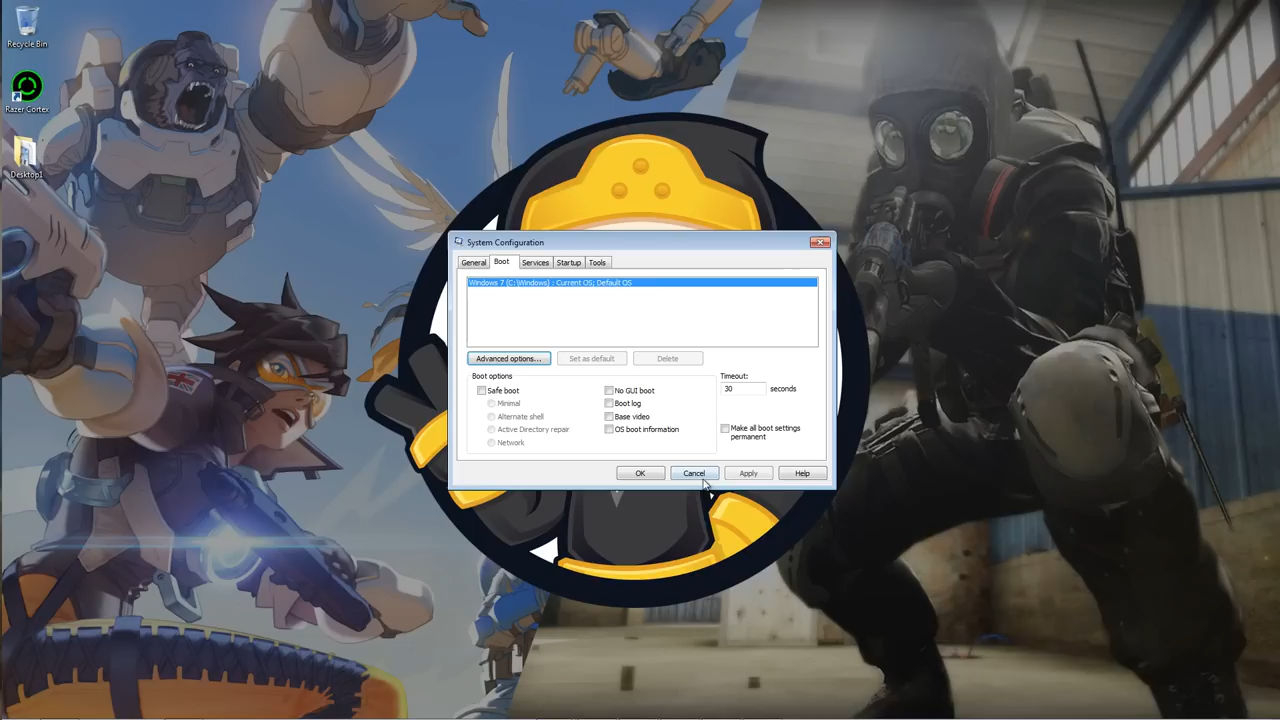 Recycle Bin
Razer Cortex
Desktop1
System Configuration
General Boot Services Startup Tools
Windows 7 (C:\Windows) : Current OS; Default OS
Advanced options... Set as default Delete
Boot options
Safe boot
Minimal
Alternate shell
Active Directory repair
Network
No GUI boot
Boot log
Base video
OS boot information
Timeout:
30 seconds
Make all boot settings
permanent
OK Cancel Apply Help